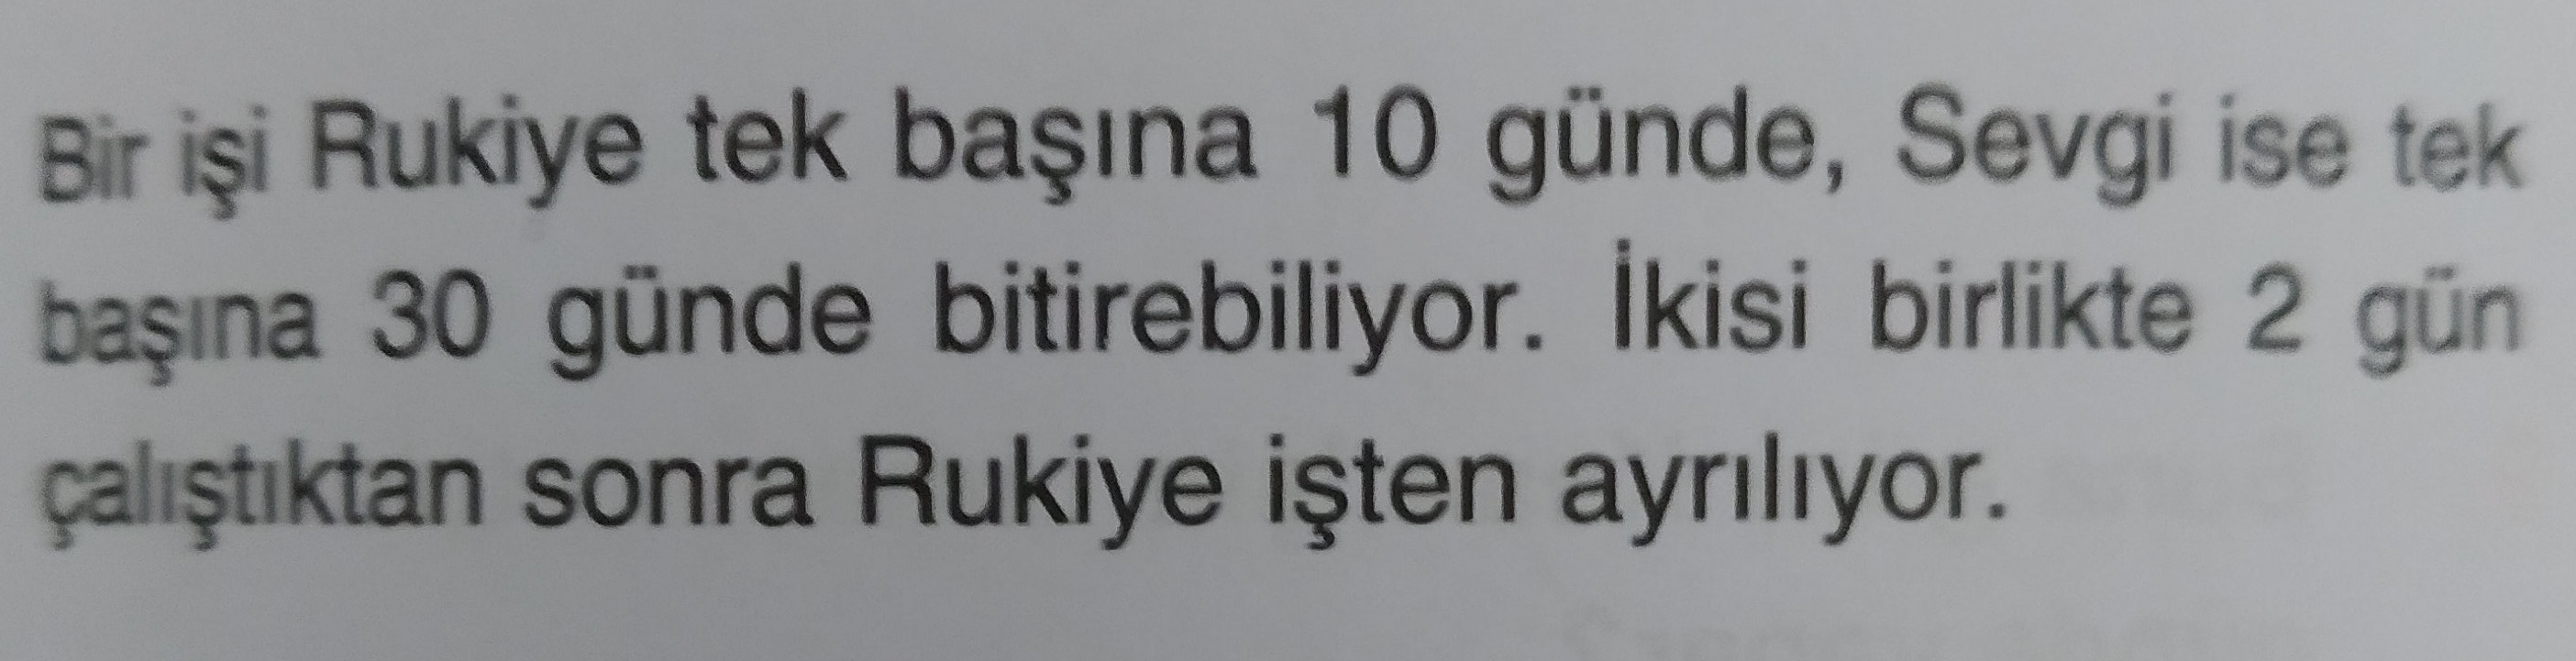 Bir işi Rukiye tek başına 10 günde, Sevgi ise tek
başına 30 günde bitirebiliyor. İkisi birlikte 2 gün
çalıştıktan sonra Rukiye işten ayrılıyor.